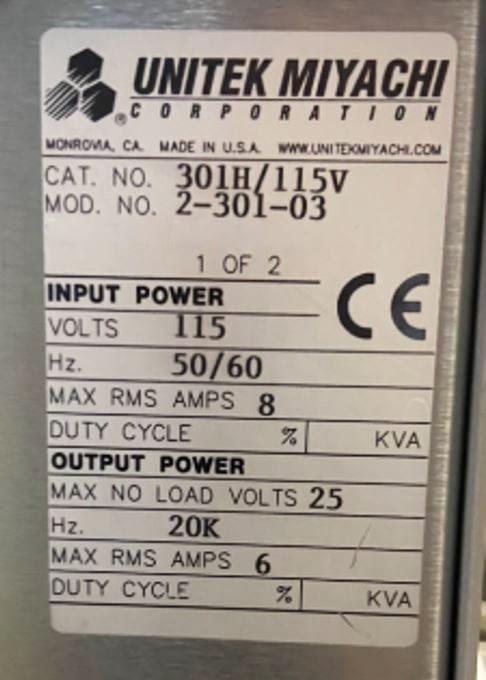 UNITEK MIYACHI
® CORPORATION
MONROVIA, CA. MADE IN U.S.A. WWW.UNITEKMIYACHI.COM
CAT. NO. 301H/115V
MOD. NO. 2-301-03
1 OF 2
CE
INPUT POWER
VOLTS 115
Hz. 50/60
MAX RMS AMPS 8
DUTY CYCLE % KVA
OUTPUT POWER
MAX NO LOAD VOLTS 25
Hz. 20K
MAX RMS AMPS 6
DUTY CYCLE % KVA